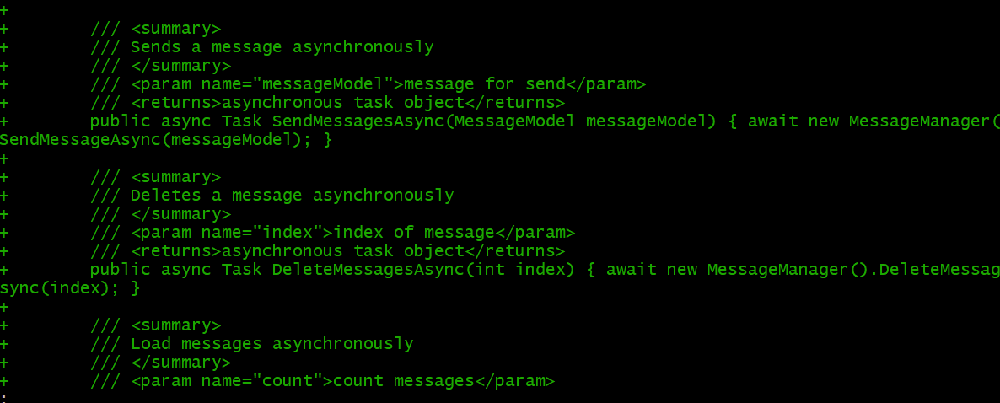 +
+        /// <summary>
+        /// Sends a message asynchronously
+        /// </summary>
+        /// <param name="messageModel">message for send</param>
+        /// <returns>asynchronous task object</returns>
+        public async Task SendMessagesAsync(MessageModel messageModel) { await new MessageManager(
SendMessageAsync(messageModel); }
+
+        /// <summary>
+        /// Deletes a message asynchronously
+        /// </summary>
+        /// <param name="index">index of message</param>
+        /// <returns>asynchronous task object</returns>
+        public async Task DeleteMessagesAsync(int index) { await new MessageManager().DeleteMessag
sync(index); }
+
+        /// <summary>
+        /// Load messages asynchronously
+        /// </summary>
+        /// <param name="count">count messages</param>
: